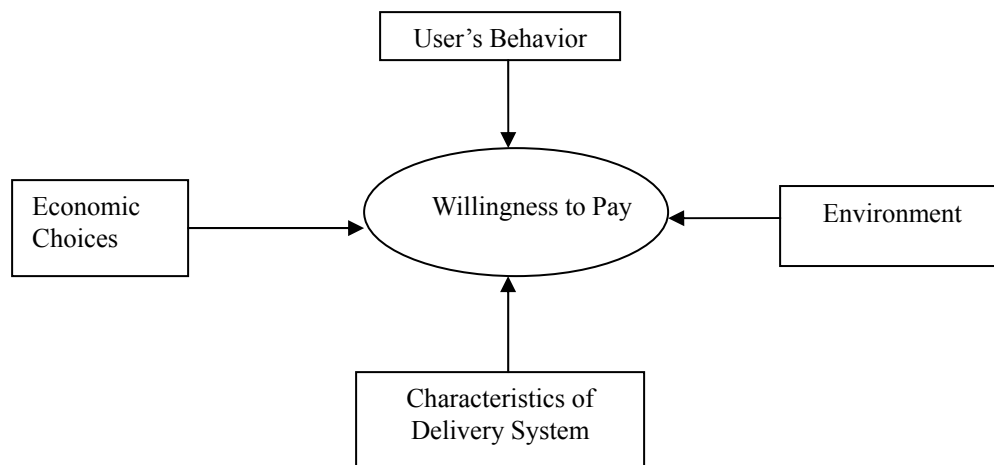 User’s Behavior
Economic
Choices
Willingness to Pay
Environment
Characteristics of
Delivery System